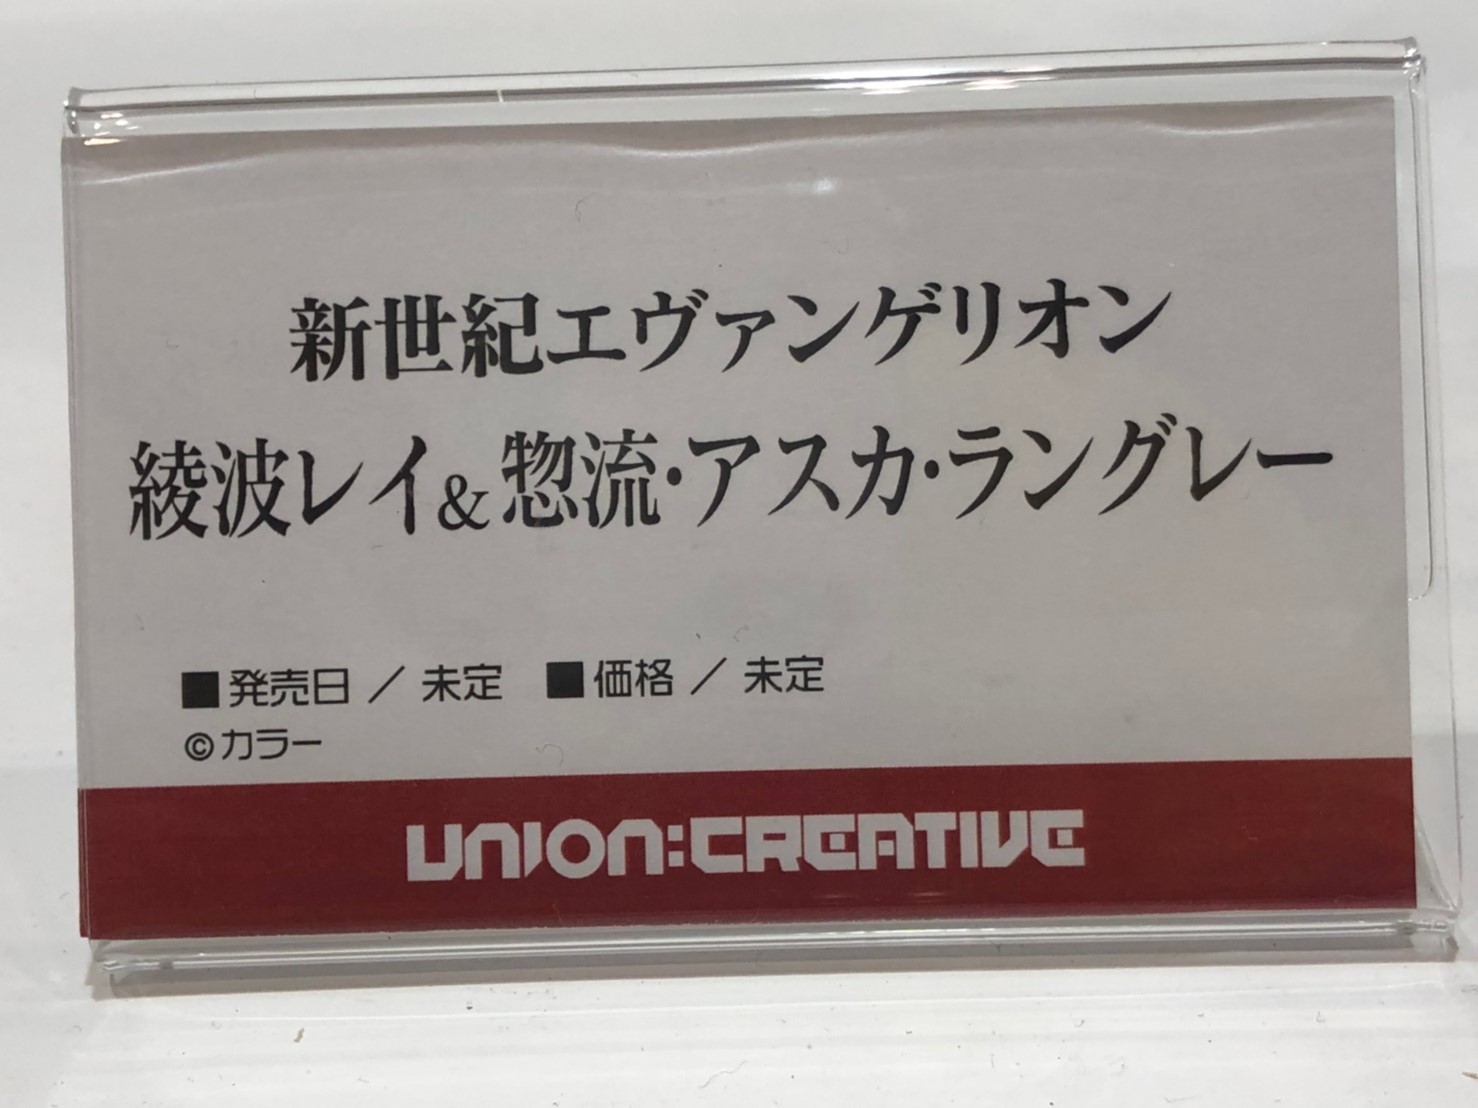 新世紀エヴァンゲリオン
綾波レイ&惣流・アスカ・ラングレー
■発売日 ／ 未定 ■価格 ／ 未定
©カラー
UNION:CREATIVE